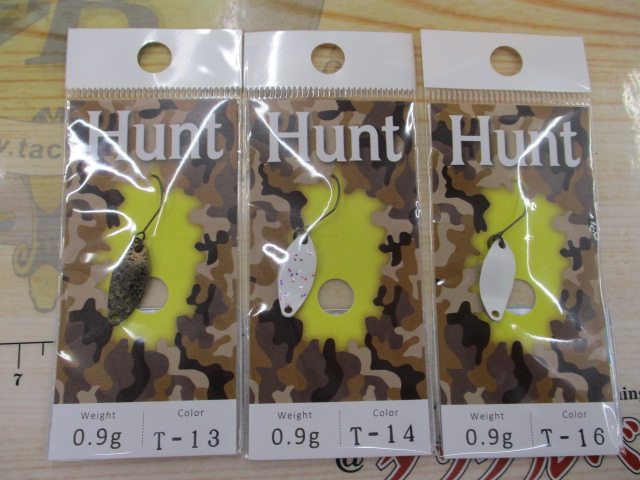 Hunt
Weight Color
0.9g T-13
Hunt
Weight Color
0.9g T-14
Hunt
Weight Color
0.9g T-16
7
@